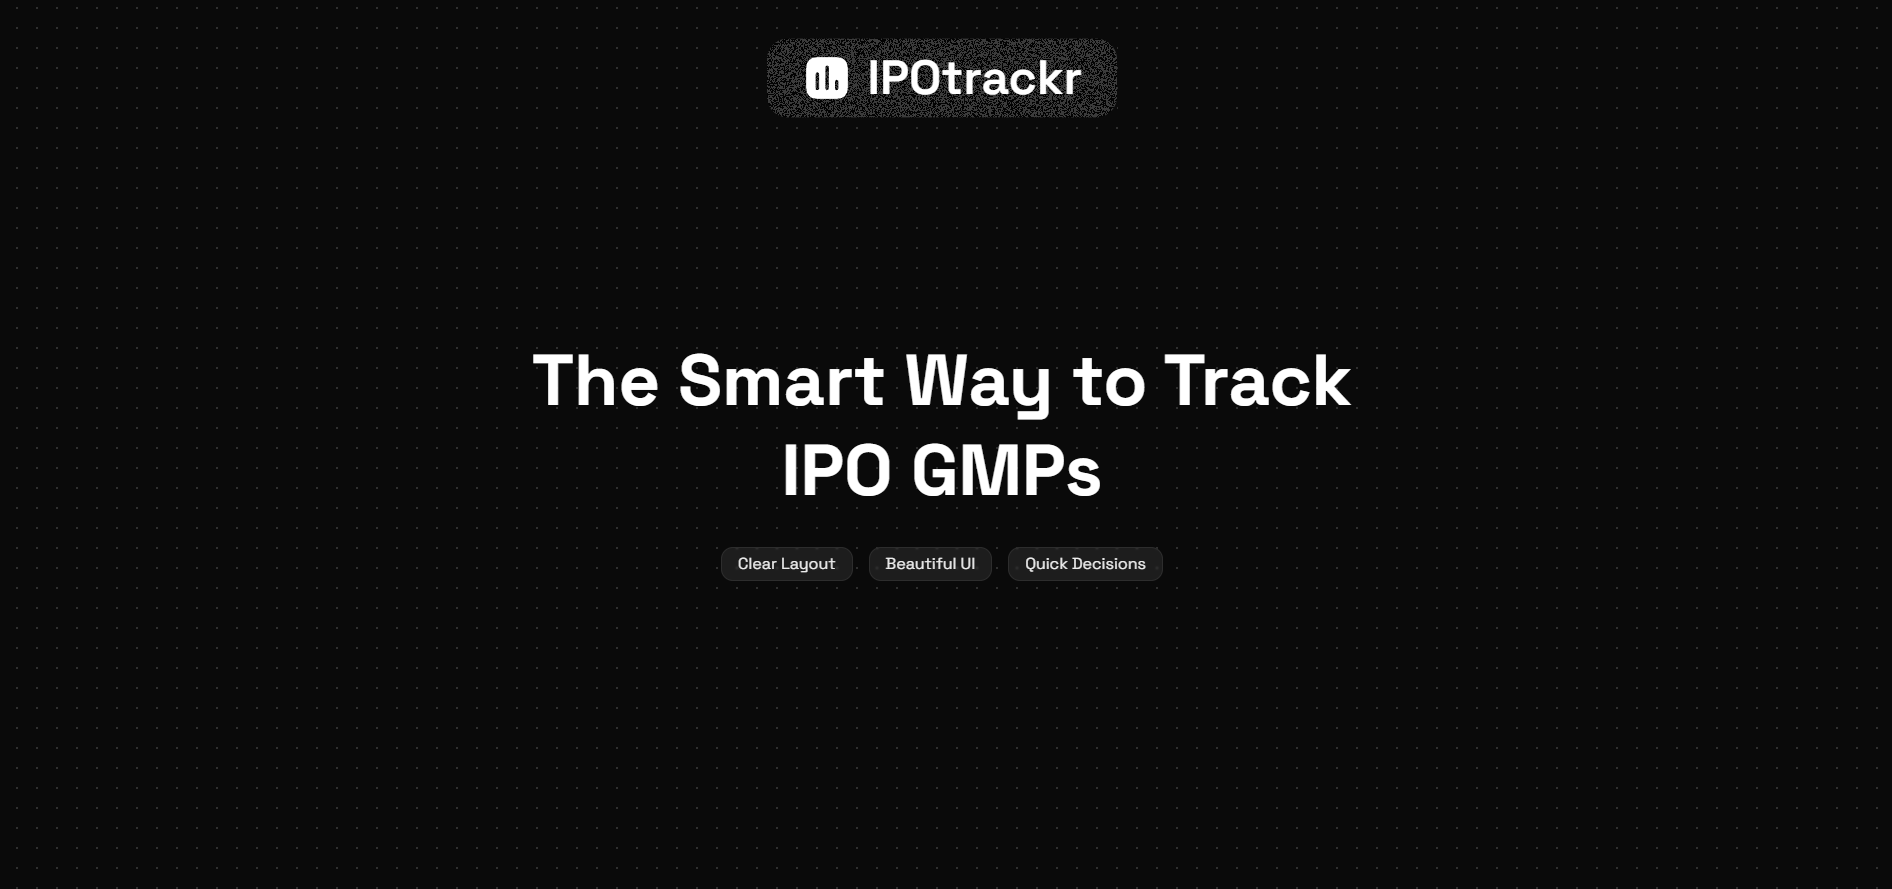 IPOtrackr
The Smart Way to Track
IPO GMPs
Clear Layout
Beautiful UI
Quick Decisions